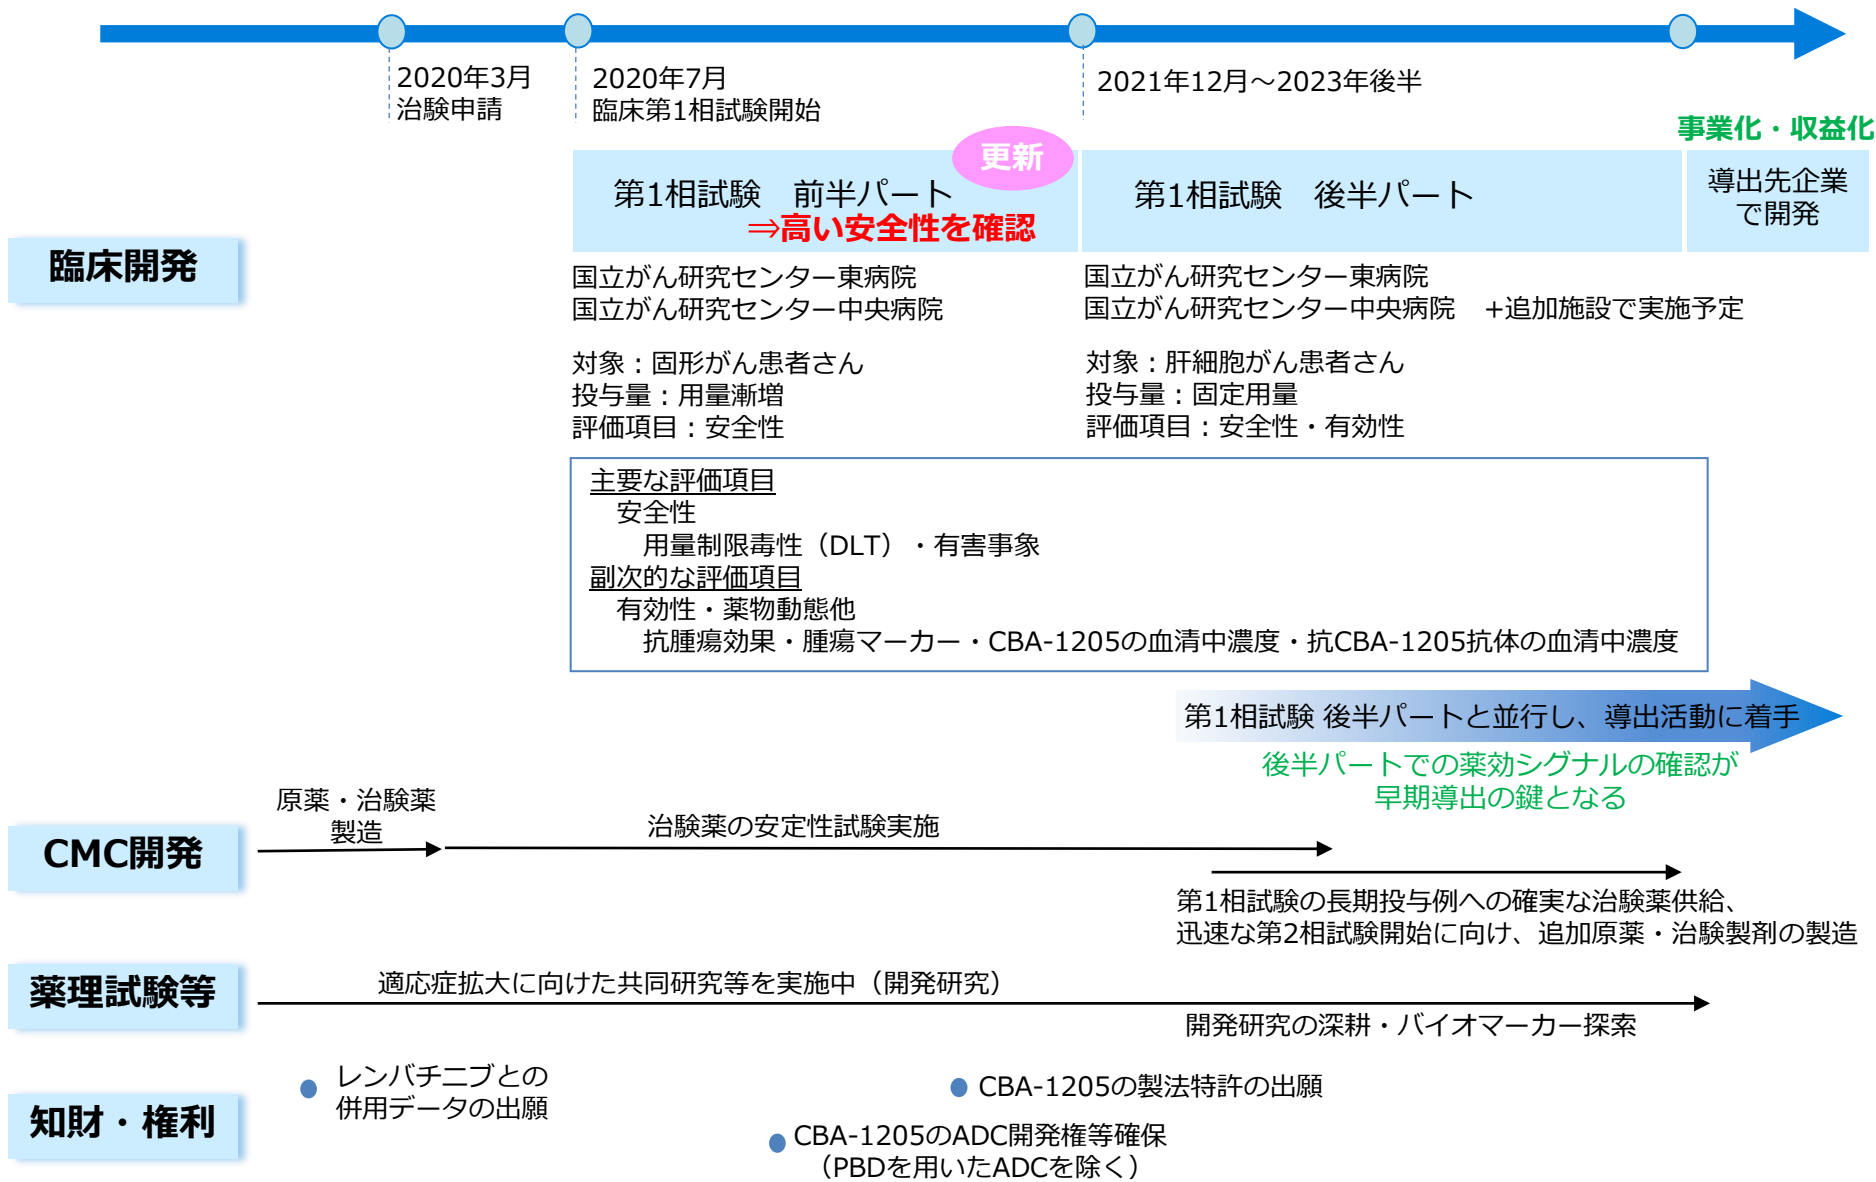 2020年3月
治験申請
2020年7月
臨床第1相試験開始
2021年12月～2023年後半
事業化・収益化
更新
第1相試験　前半パート
⇒高い安全性を確認
第1相試験　後半パート
導出先企業
で開発
臨床開発
国立がん研究センター東病院
国立がん研究センター中央病院
対象：固形がん患者さん
投与量：用量漸増
評価項目：安全性
国立がん研究センター東病院
国立がん研究センター中央病院　+追加施設で実施予定
対象：肝細胞がん患者さん
投与量：固定用量
評価項目：安全性・有効性
主要な評価項目
安全性
用量制限毒性（DLT）・有害事象
副次的な評価項目
有効性・薬物動態他
抗腫瘍効果・腫瘍マーカー・CBA-1205の血清中濃度・抗CBA-1205抗体の血清中濃度
第1相試験 後半パートと並行し、導出活動に着手
後半パートでの薬効シグナルの確認が
早期導出の鍵となる
CMC開発
原薬・治験薬
製造
治験薬の安定性試験実施
第1相試験の長期投与例への確実な治験薬供給、
迅速な第2相試験開始に向け、追加原薬・治験製剤の製造
薬理試験等
適応症拡大に向けた共同研究等を実施中（開発研究）
開発研究の深耕・バイオマーカー探索
知財・権利
レンバチニブとの
併用データの出願
CBA-1205の製法特許の出願
CBA-1205のADC開発権等確保
（PBDを用いたADCを除く）